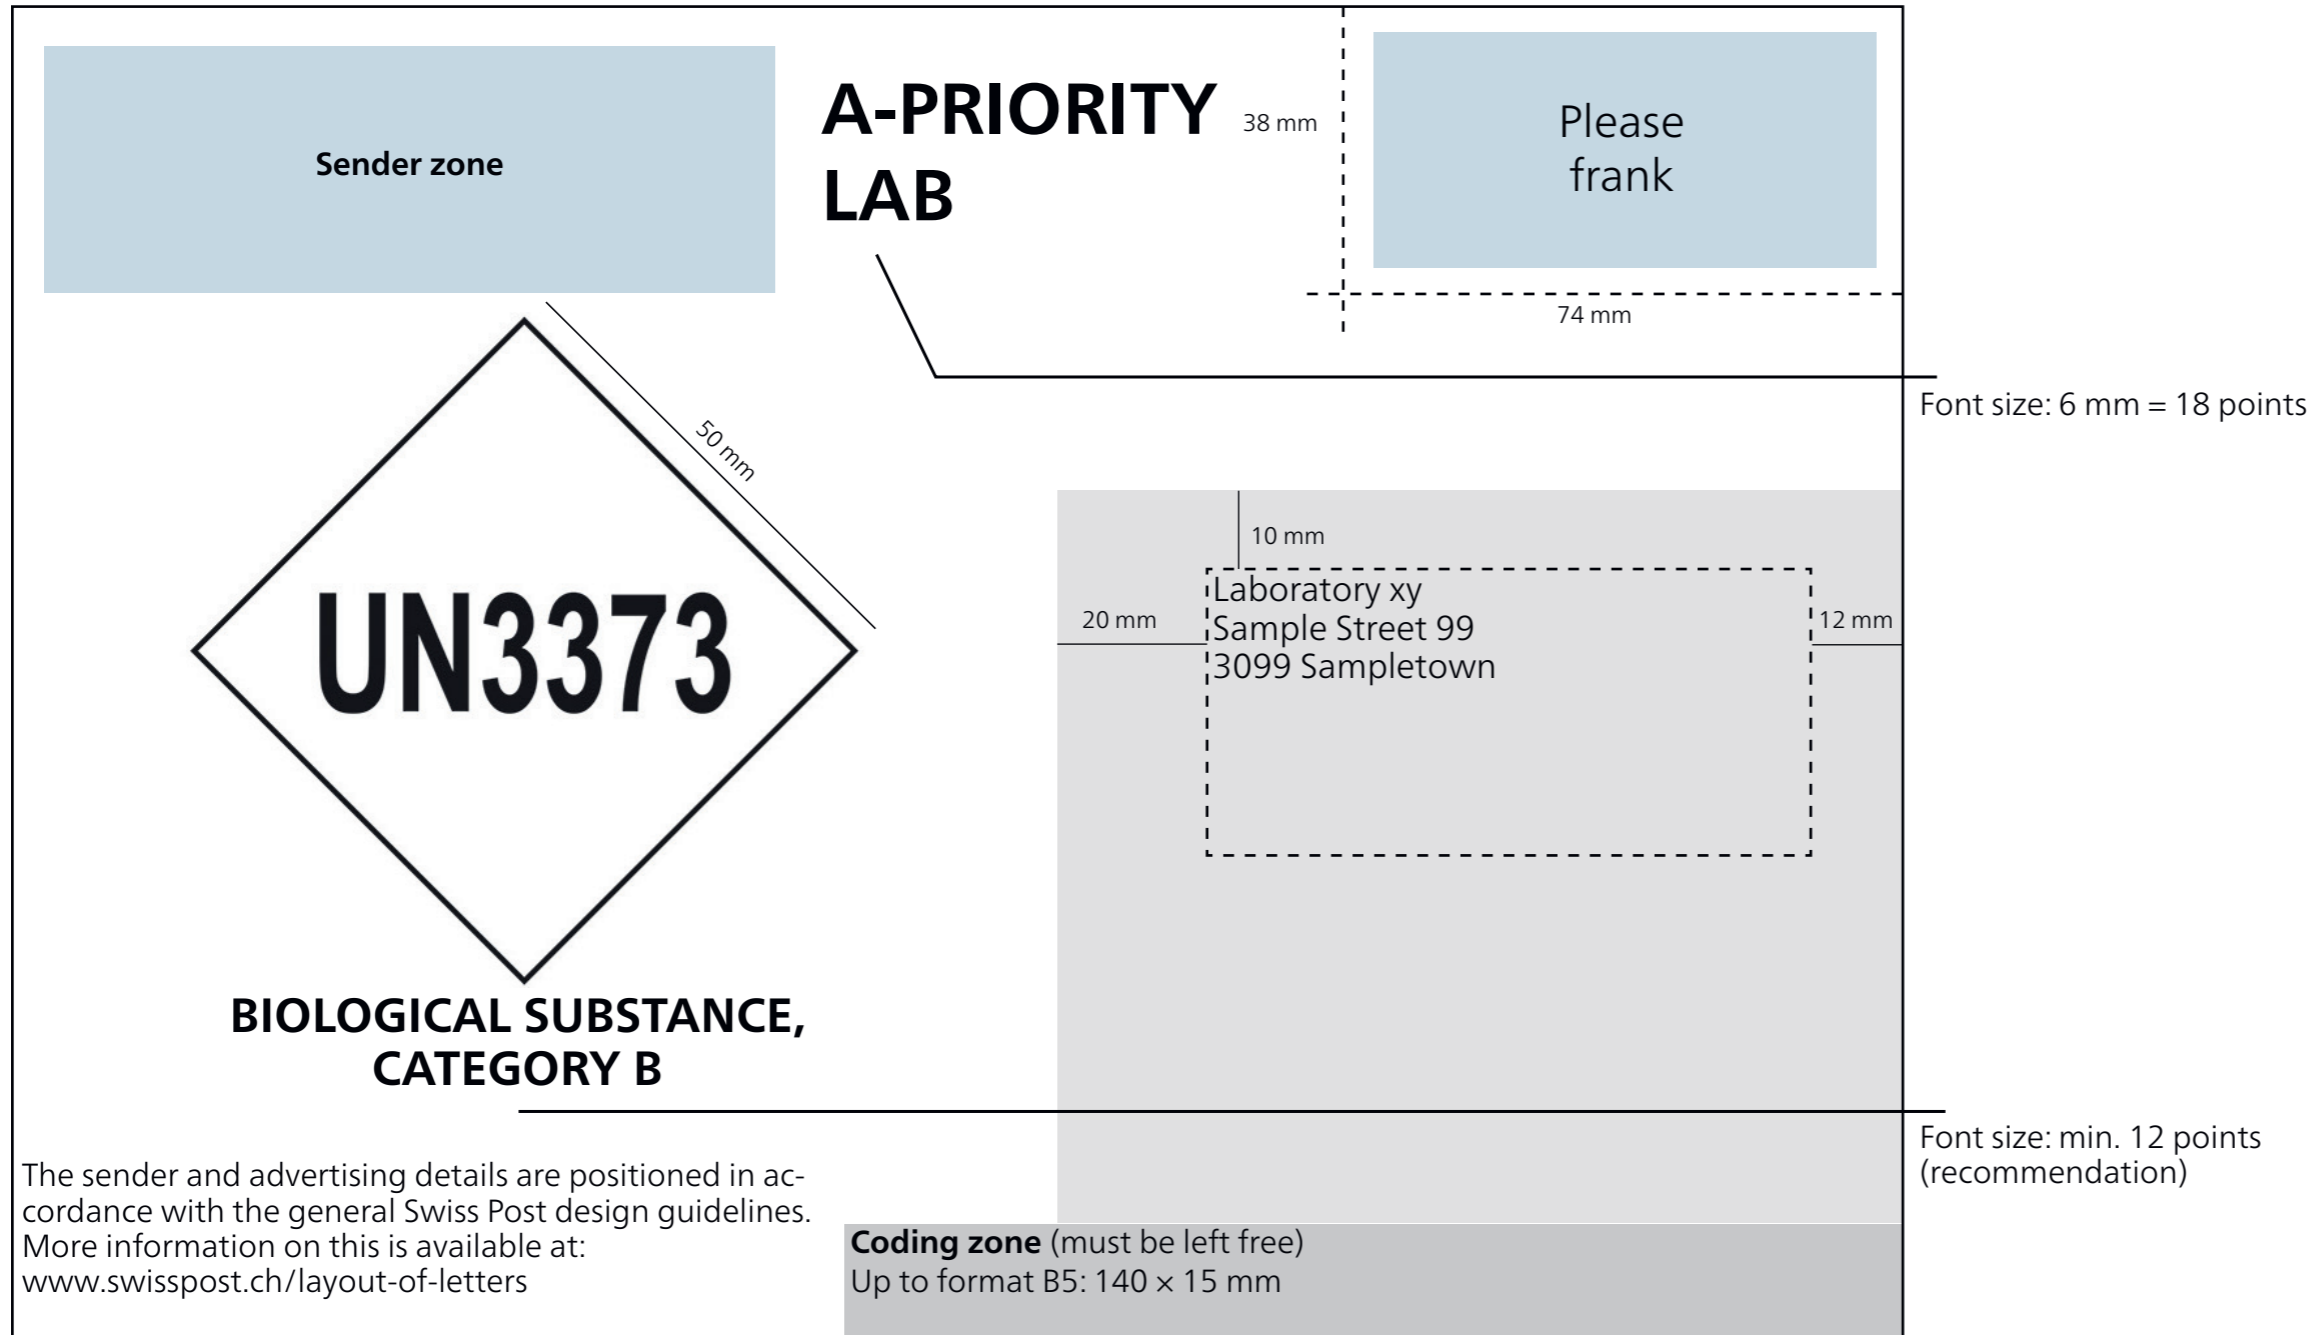 Sender zone
A-PRIORITY
LAB
38 mm
Please
frank
74 mm
Font size: 6 mm = 18 points
50 mm
UN3373
10 mm
20 mm
Laboratory xy
Sample Street 99
3099 Sampletown
12 mm
BIOLOGICAL SUBSTANCE,
CATEGORY B
Font size: min. 12 points
(recommendation)
The sender and advertising details are positioned in ac-
cordance with the general Swiss Post design guidelines.
More information on this is available at:
www.swisspost.ch/layout-of-letters
Coding zone (must be left free)
Up to format B5: 140 × 15 mm